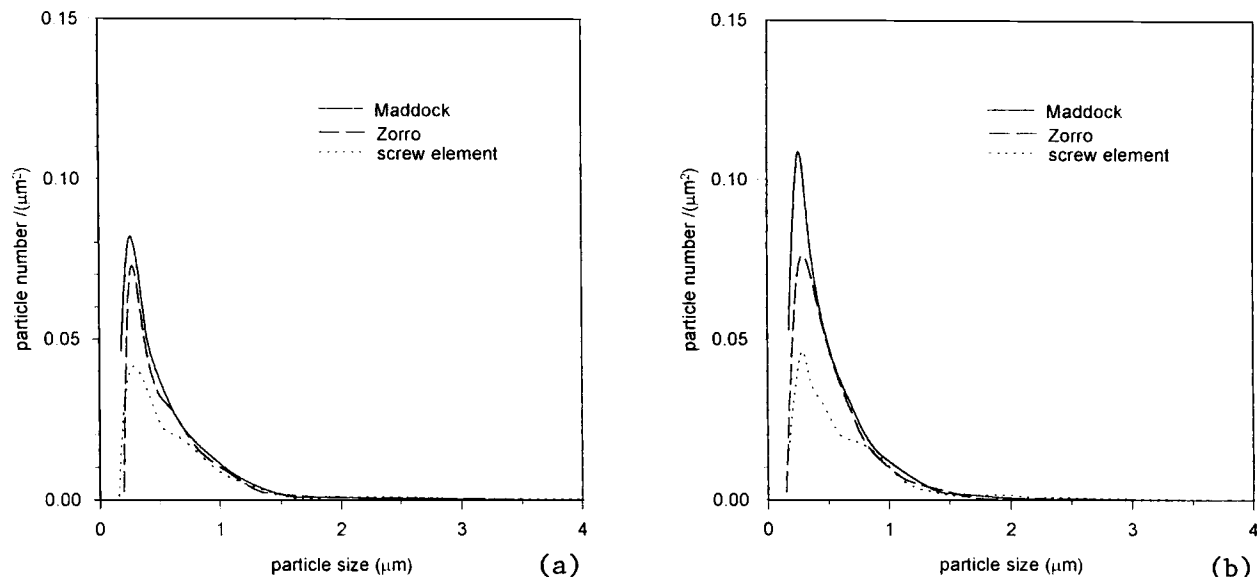 0.15
0.10
0.05
0.00
particle number /(μm²)
Maddock
Zorro
screw element
0
1
2
3
4
particle size (μm)
(a)
0.15
0.10
0.05
0.00
particle number /(μm²)
Maddock
Zorro
screw element
0
1
2
3
4
particle size (μm)
(b)